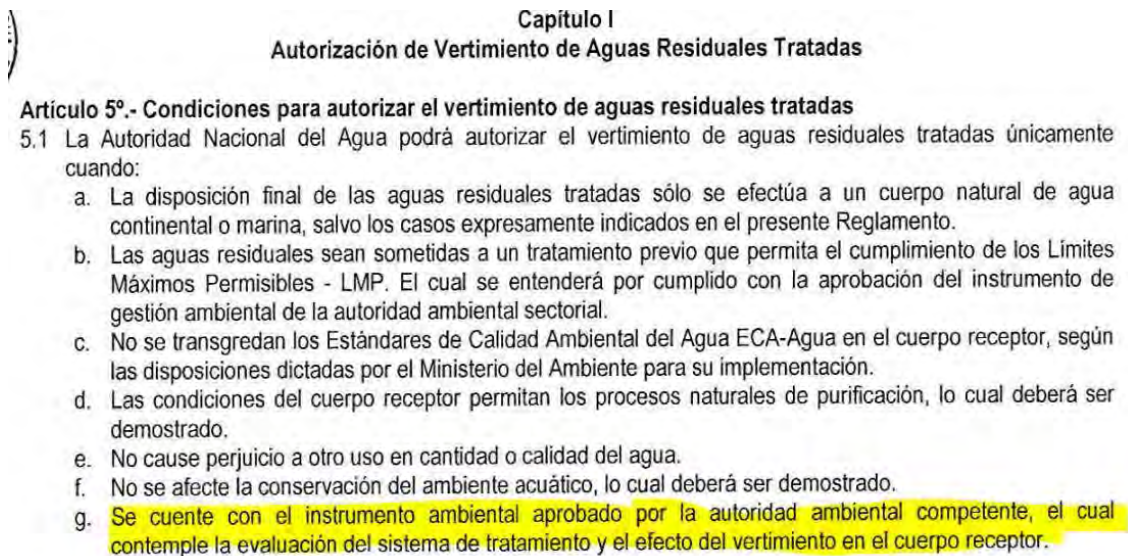 Capítulo I
Autorización de Vertimiento de Aguas Residuales Tratadas
Artículo 5º.- Condiciones para autorizar el vertimiento de aguas residuales tratadas
5.1 La Autoridad Nacional del Agua podrá autorizar el vertimiento de aguas residuales tratadas únicamente
cuando:
a. La disposición final de las aguas residuales tratadas sólo se efectúa a un cuerpo natural de agua
continental o marina, salvo los casos expresamente indicados en el presente Reglamento.
b. Las aguas residuales sean sometidas a un tratamiento previo que permita el cumplimiento de los Límites
Máximos Permisibles - LMP. El cual se entenderá por cumplido con la aprobación del instrumento de
gestión ambiental de la autoridad ambiental sectorial.
c. No se transgredan los Estándares de Calidad Ambiental del Agua ECA-Agua en el cuerpo receptor, según
las disposiciones dictadas por el Ministerio del Ambiente para su implementación.
d. Las condiciones del cuerpo receptor permitan los procesos naturales de purificación, lo cual deberá ser
demostrado.
e. No cause perjuicio a otro uso en cantidad o calidad del agua.
f. No se afecte la conservación del ambiente acuático, lo cual deberá ser demostrado.
g. Se cuente con el instrumento ambiental aprobado por la autoridad ambiental competente, el cual
contemple la evaluación del sistema de tratamiento y el efecto del vertimiento en el cuerpo receptor.